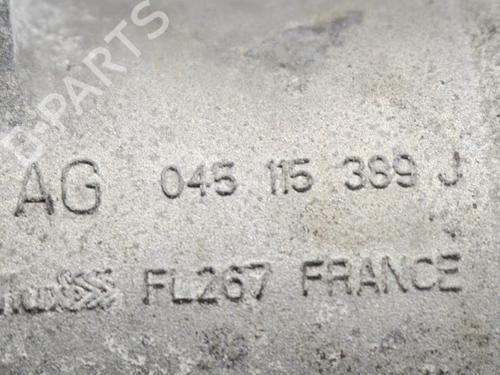 B-PARTS
AG 045 115 389 J
FL267 FRANCE